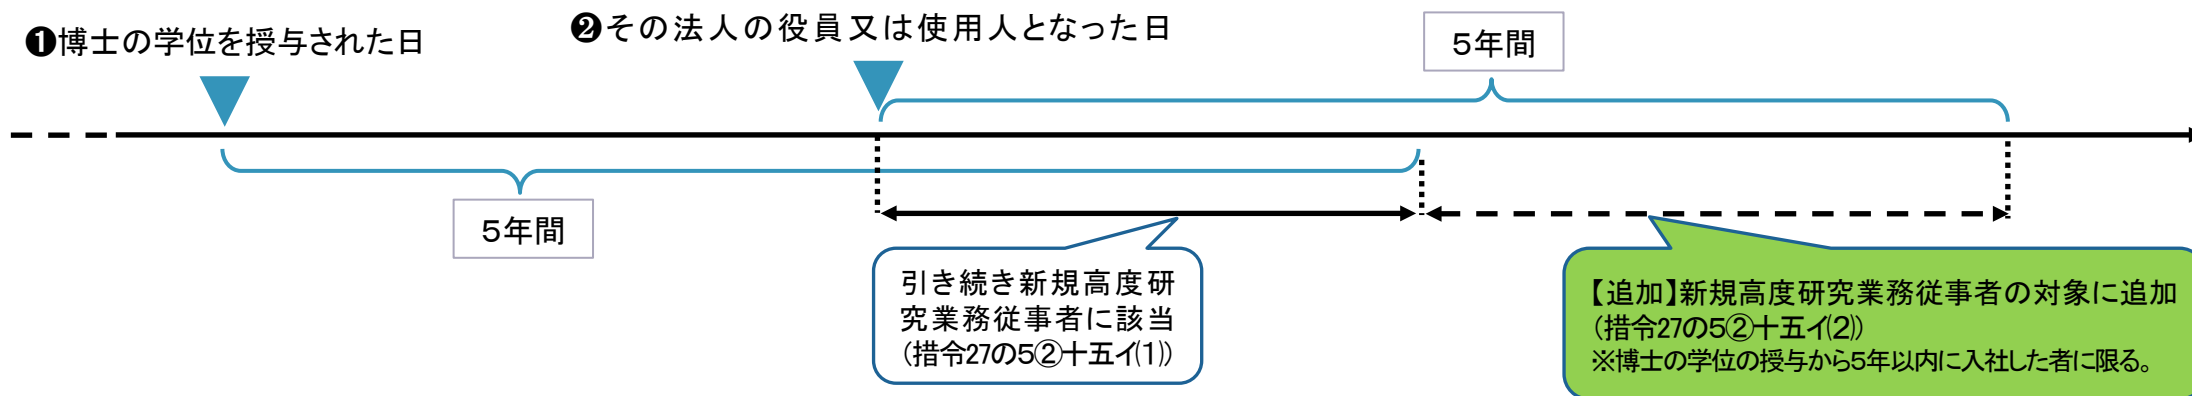 ❶博士の学位を授与された日
❷その法人の役員又は使用人となった日
5年間
5年間
引き続き新規高度研
究業務従事者に該当
(措令27の5②十五イ⑴)
【追加】新規高度研究業務従事者の対象に追加
(措令27の5②十五イ⑵)
※博士の学位の授与から5年以内に入社した者に限る。